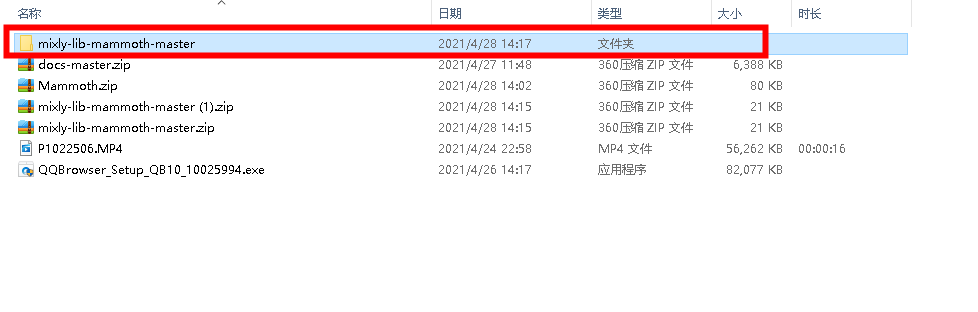 名称 日期 类型 大小 时长
mixly-lib-mammoth-master 2021/4/28 14:17 文件夹
docs-master.zip 2021/4/27 11:48 360压缩 ZIP 文件 6,388 KB
Mammoth.zip 2021/4/28 14:02 360压缩 ZIP 文件 80 KB
mixly-lib-mammoth-master (1).zip 2021/4/28 14:15 360压缩 ZIP 文件 21 KB
mixly-lib-mammoth-master.zip 2021/4/28 14:15 360压缩 ZIP 文件 21 KB
P1022506.MP4 2021/4/24 22:58 MP4 文件 56,262 KB 00:00:16
QQBrowser_Setup_QB10_10025994.exe 2021/4/26 14:17 应用程序 82,077 KB